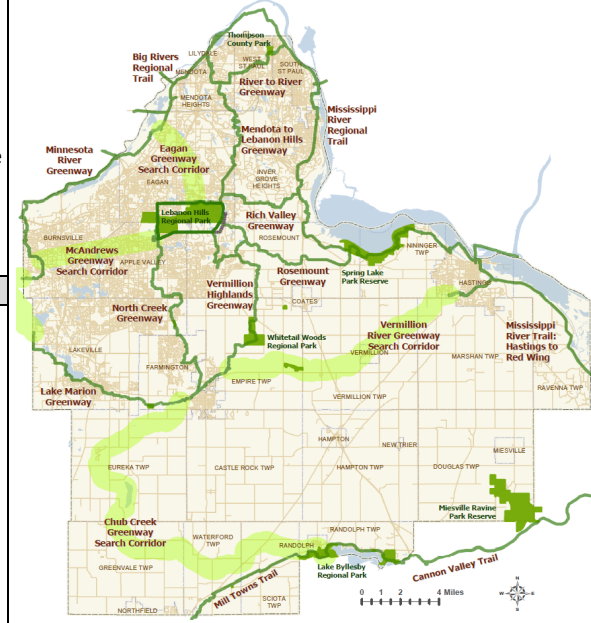 Thompson
County Park
LILYDALE
Big Rivers
Regional
Trail
MENDOTA
WEST
ST PAUL
SOUTH
ST PAUL
River to River
Greenway
MENDOTA
HEIGHTS
Mississippi
River
Regional
Trail
Mendota to
Lebanon Hills
Greenway
Minnesota
River
Greenway
Eagan
Greenway
Search Corridor
EAGAN
INVER
GROVE
HEIGHTS
e
Lebanon Hills
Regional Park
Rich Valley
Greenway
BURNSVILLE
ROSEMOUNT
McAndrews
Greenway
Search Corridor
APPLE VALLEY
NININGER
TWP
Rosemount
Greenway
Spring Lake
Park Reserve
Vermillion
Highlands
Greenway
HASTINGS
COATES
North Creek
Greenway
Vermillion
River Greenway
Search Corridor
Mississippi
River Trail:
Hastings to
Red Wing
Whitetail Woods
Regional Park
LAKEVILLE
VERMILLION
MARSHAN TWP
FARMINGTON
EMPIRE TWP
RAVENNA TWP
Lake Marion
Greenway
VERMILLION TWP
HAMPTON
NEW TRIER
MIESVILLE
EUREKA TWP
CASTLE ROCK TWP
HAMPTON TWP
DOUGLAS TWP
Miesville Ravine
Park Reserve
Chub Creek
Greenway
Search Corridor
WATERFORD
TWP
RANDOLPH TWP
RANDOLPH
GREENVALE TWP
Lake Byllesby
Regional Park
Cannon Valley Trail
Mill Towns Trail
SCIOTA
TWP
NORTHFIELD
0 1 2 4 Miles
N
W E
S